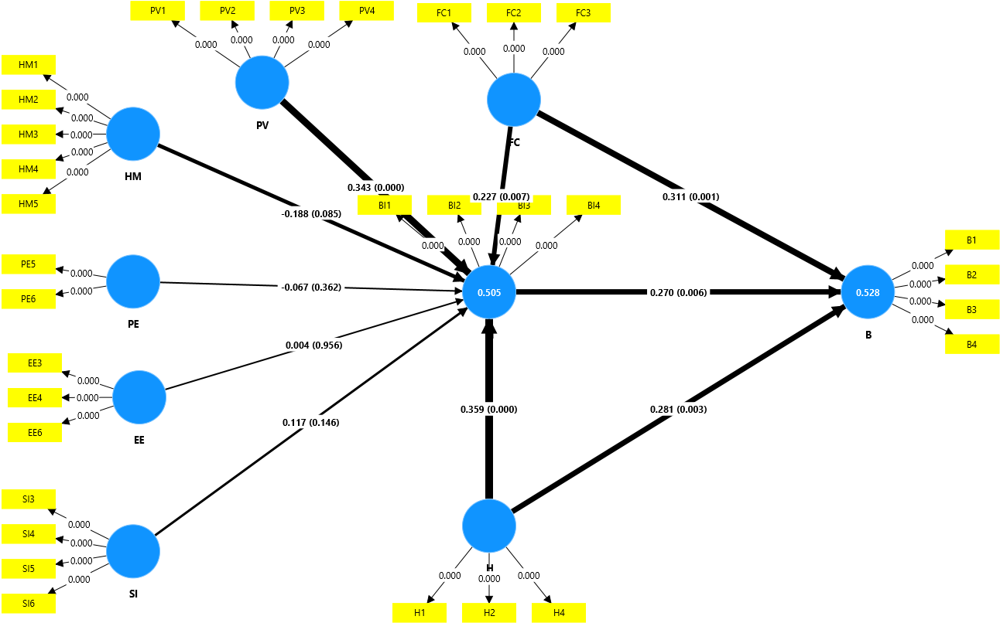 PV1
PV2
PV3
PV4
FC1
FC2
FC3
0.000
0.000
0.000
0.000
0.000
0.000
0.000
HM1
HM2
HM3
HM4
HM5
0.000
0.000
0.000
0.000
0.000
HM
PV
FC
0.343 (0.000)
0.227 (0.007)
0.311 (0.001)
-0.188 (0.085)
BI1
BI2
BI3
BI4
0.000
0.000
0.000
0.000
PE5
PE6
0.000
0.000
PE
-0.067 (0.362)
0.505
0.270 (0.006)
0.528
B
B1
B2
B3
B4
0.000
0.000
0.000
0.000
0.004 (0.956)
EE3
EE4
EE6
0.000
0.000
0.000
EE
0.117 (0.146)
0.359 (0.000)
0.281 (0.003)
SI3
SI4
SI5
SI6
0.000
0.000
0.000
0.000
SI
H
0.000
0.000
0.000
H1
H2
H4